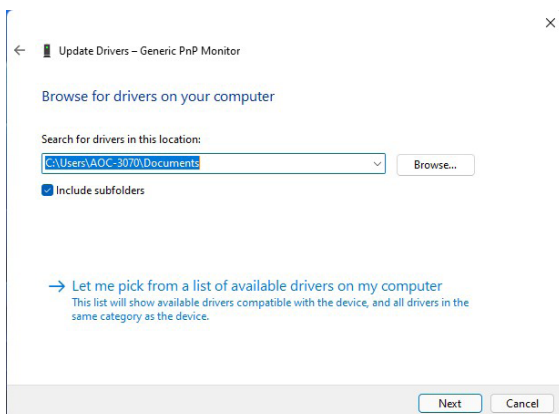 Update Drivers – Generic PnP Monitor
Browse for drivers on your computer
Search for drivers in this location:
C:\Users\AOC-3070\Documents
Browse...
Include subfolders
Let me pick from a list of available drivers on my computer
This list will show available drivers compatible with the device, and all drivers in the
same category as the device.
Next Cancel